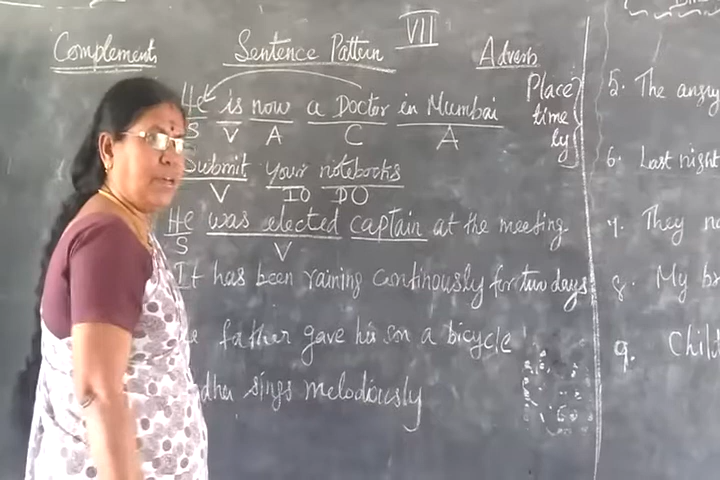 VII
Complement Sentence Pattern Adverb
He is now a Doctor in Mumbai
S V A C A
Place
time
ly
Submit your notebooks
V IO DO
He was elected captain at the meeting
S V
It has been raining continously for two days
father gave his son a bicycle
sings melodiously
5. The angry
6. Last night
7. They
8. My
9.